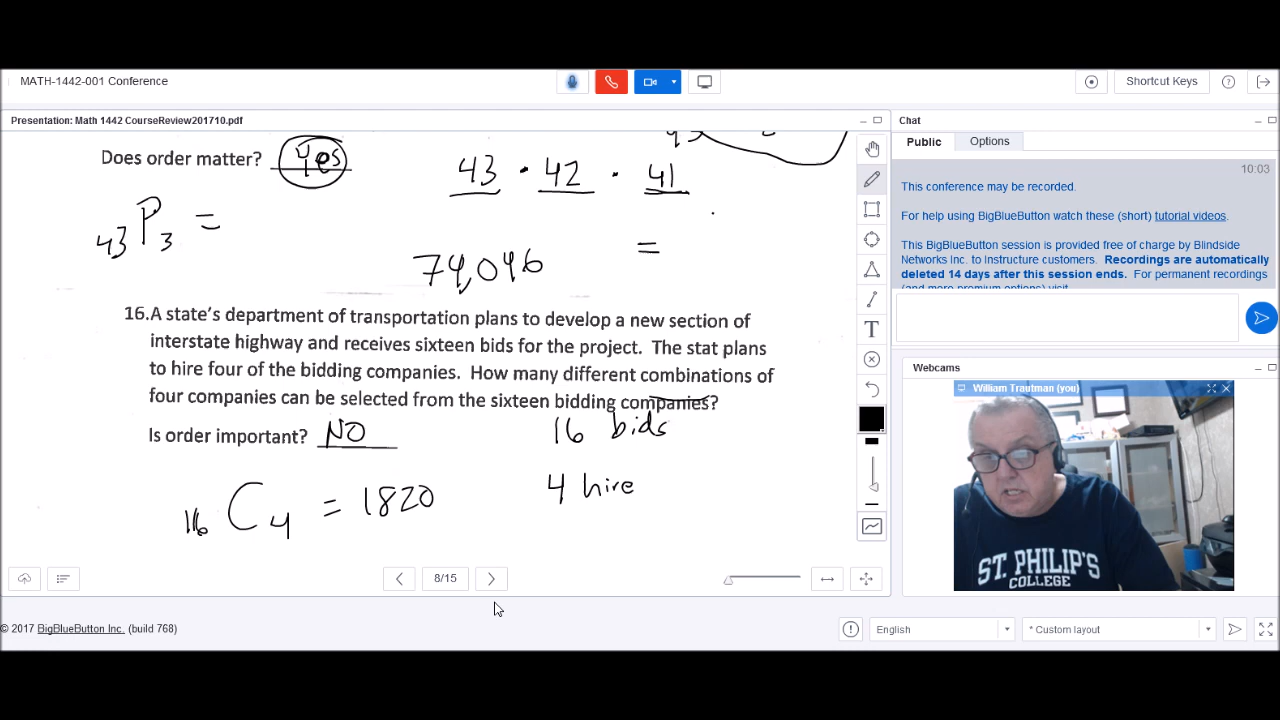 MATH-1442-001 Conference
Shortcut Keys
Presentation: Math 1442 CourseReview201710.pdf
Does order matter? yes
43 · 42 · 41
43P3 =
74,046 =
16. A state's department of transportation plans to develop a new section of
interstate highway and receives sixteen bids for the project. The stat plans
to hire four of the bidding companies. How many different combinations of
four companies can be selected from the sixteen bidding companies?
Is order important? NO
16 bids
4 hire
16C4 = 1820
8/15
Chat
Public
Options
10:03
This conference may be recorded.
For help using BigBlueButton watch these (short) tutorial videos.
This BigBlueButton session is provided free of charge by Blindside
Networks Inc. to Instructure customers. Recordings are automatically
deleted 14 days after this session ends. For permanent recordings
(and more premium options) visit
Webcams
William Trautman (you)
ST. PHILIP'S
COLLEGE
© 2017 BigBlueButton Inc. (build 768)
English
* Custom layout